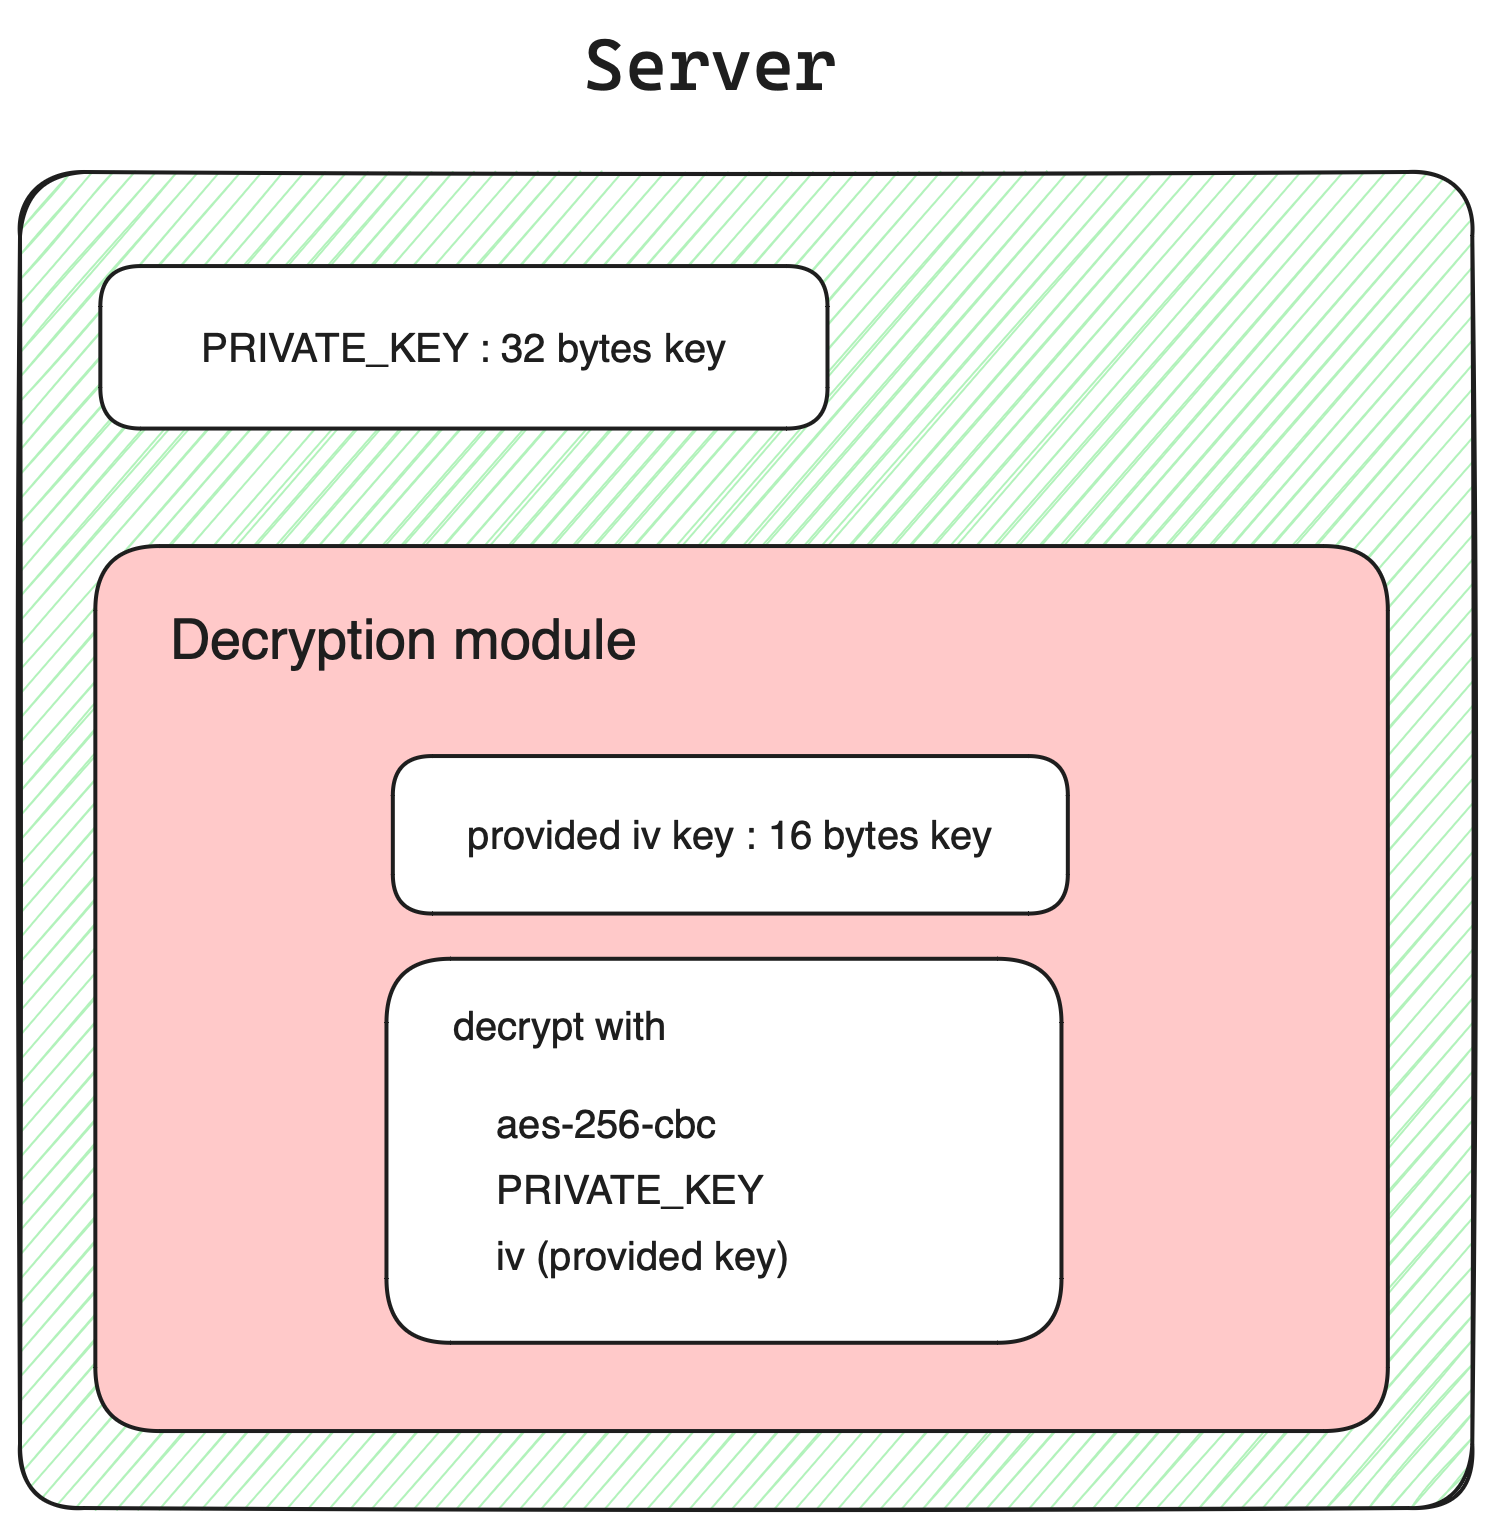 Server
PRIVATE_KEY : 32 bytes key
Decryption module
provided iv key : 16 bytes key
decrypt with
aes-256-cbc
PRIVATE_KEY
iv (provided key)